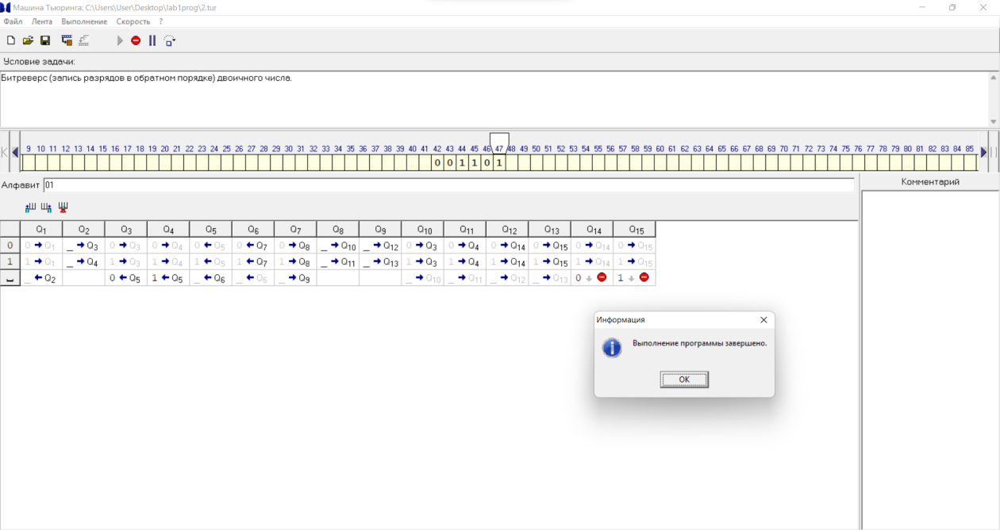 Машина Тьюринга: C:\Users\User\Desktop\lab1prog\2.tur
Файл Лента Выполнение Скорость ?
Условие задачи:
Битреверс (запись разрядов в обратном порядке) двоичного числа.
9 10 11 12 13 14 15 16 17 18 19 20 21 22 23 24 25 26 27 28 29 30 31 32 33 34 35 36 37 38 39 40 41 42 43 44 45 46 47 48 49 50 51 52 53 54 55 56 57 58 59 60 61 62 63 64 65 66 67 68 69 70 71 72 73 74 75 76 77 78 79 80 81 82 83 84 85
0 0 1 1 0 1
Алфавит 01
Комментарий
Q1 Q2 Q3 Q4 Q5 Q6 Q7 Q8 Q9 Q10 Q11 Q12 Q13 Q14 Q15
0 0 → Q1 _ → Q3 0 → Q3 0 → Q4 0 ← Q5 0 ← Q7 0 → Q8 _ → Q10 _ → Q12 0 → Q3 0 → Q4 0 → Q14 0 → Q15 0 → Q14 0 → Q15
1 1 → Q1 _ → Q4 1 → Q3 1 → Q4 1 ← Q5 1 ← Q7 1 → Q8 _ → Q11 _ → Q13 1 → Q3 1 → Q4 1 → Q14 1 → Q15 1 → Q14 1 → Q15
_ ← Q2 0 ← Q5 1 ← Q5 _ ← Q6 _ ← Q6 _ → Q9 _ → Q10 _ → Q11 _ → Q12 _ → Q13 0 ↓ 1 ↓
Информация
Выполнение программы завершено.
OK